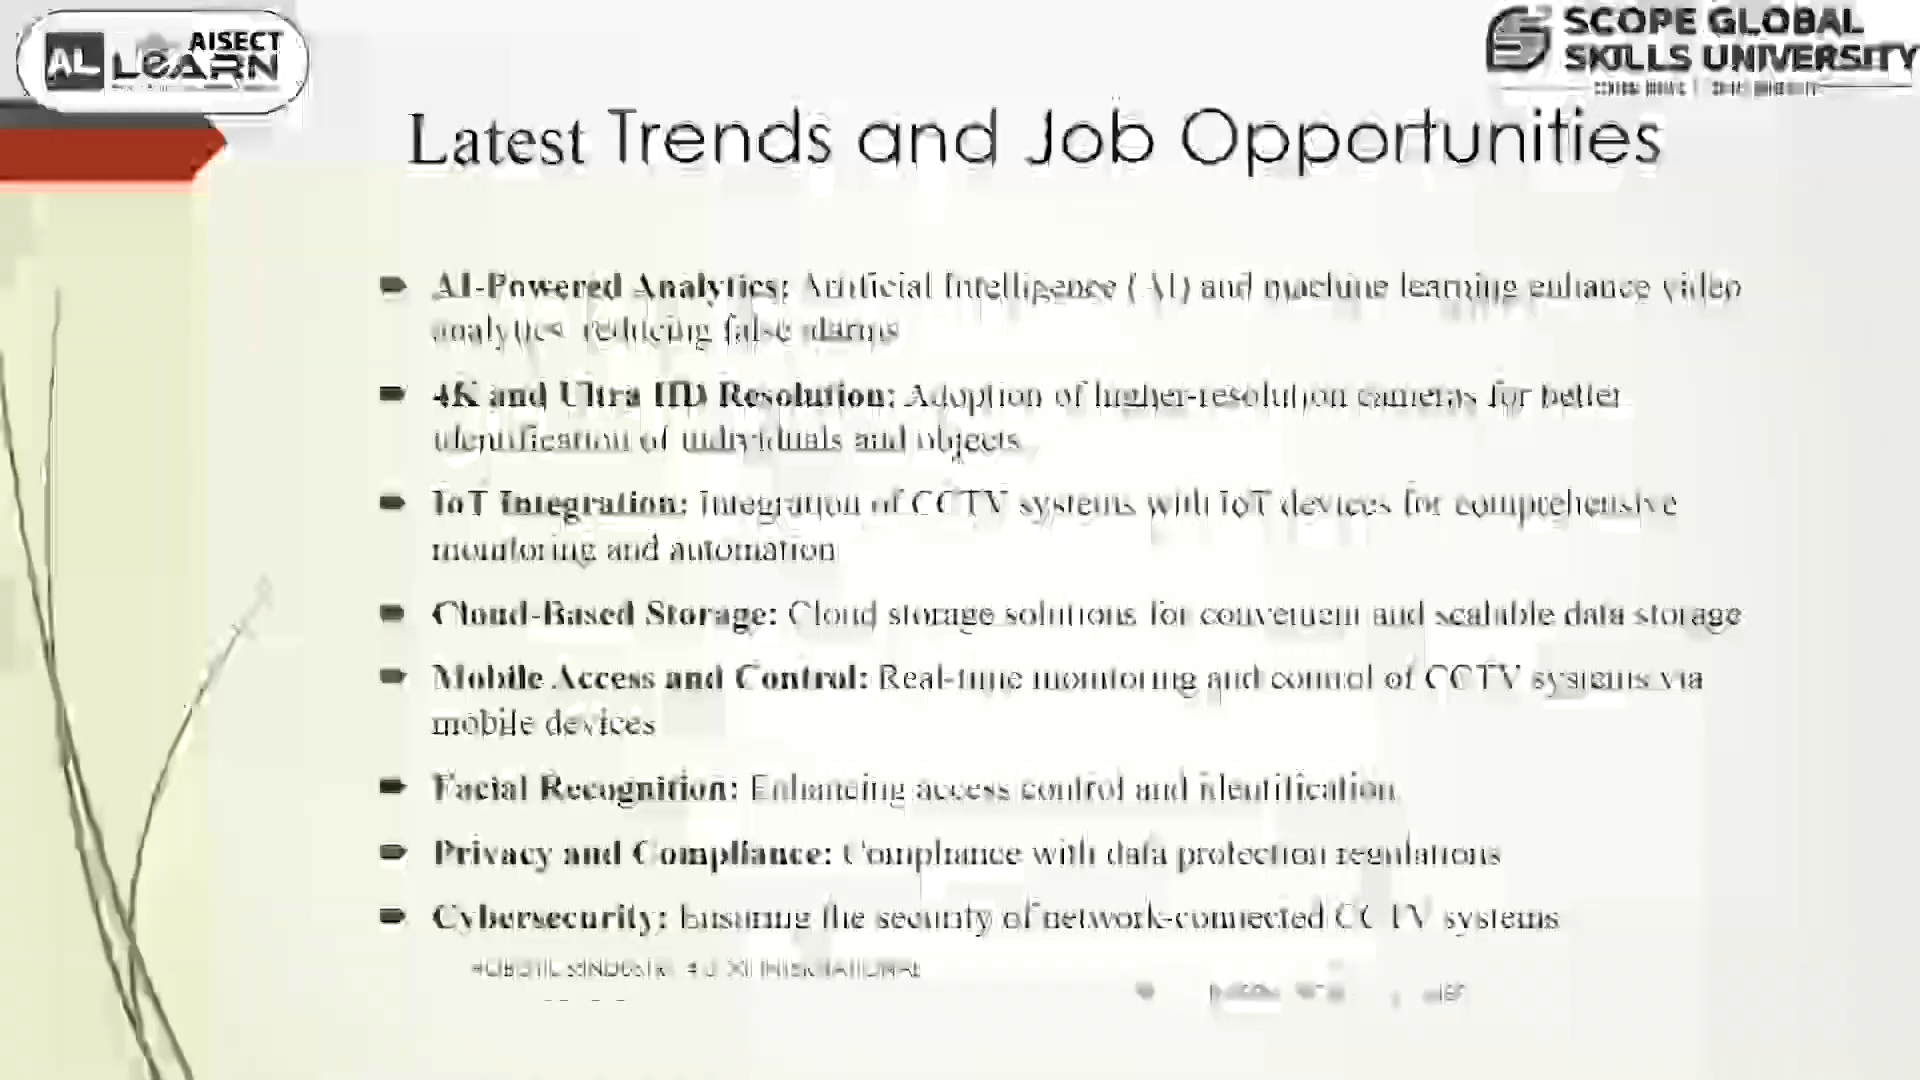 AL AISECT
LEARN
SCOPE GLOBAL
SKILLS UNIVERSITY
Latest Trends and Job Opportunities
AI-Powered Analytics: Artificial Intelligence (AI) and machine learning enhance video
analytics, reducing false alarms
4K and Ultra HD Resolution: Adoption of higher-resolution cameras for better
identification of individuals and objects.
IoT Integration: Integration of CCTV systems with IoT devices for comprehensive
monitoring and automation
Cloud-Based Storage: Cloud storage solutions for convenient and scalable data storage
Mobile Access and Control: Real-time monitoring and control of CCTV systems via
mobile devices
Facial Recognition: Enhancing access control and identification.
Privacy and Compliance: Compliance with data protection regulations
Cybersecurity: Ensuring the security of network-connected CCTV systems